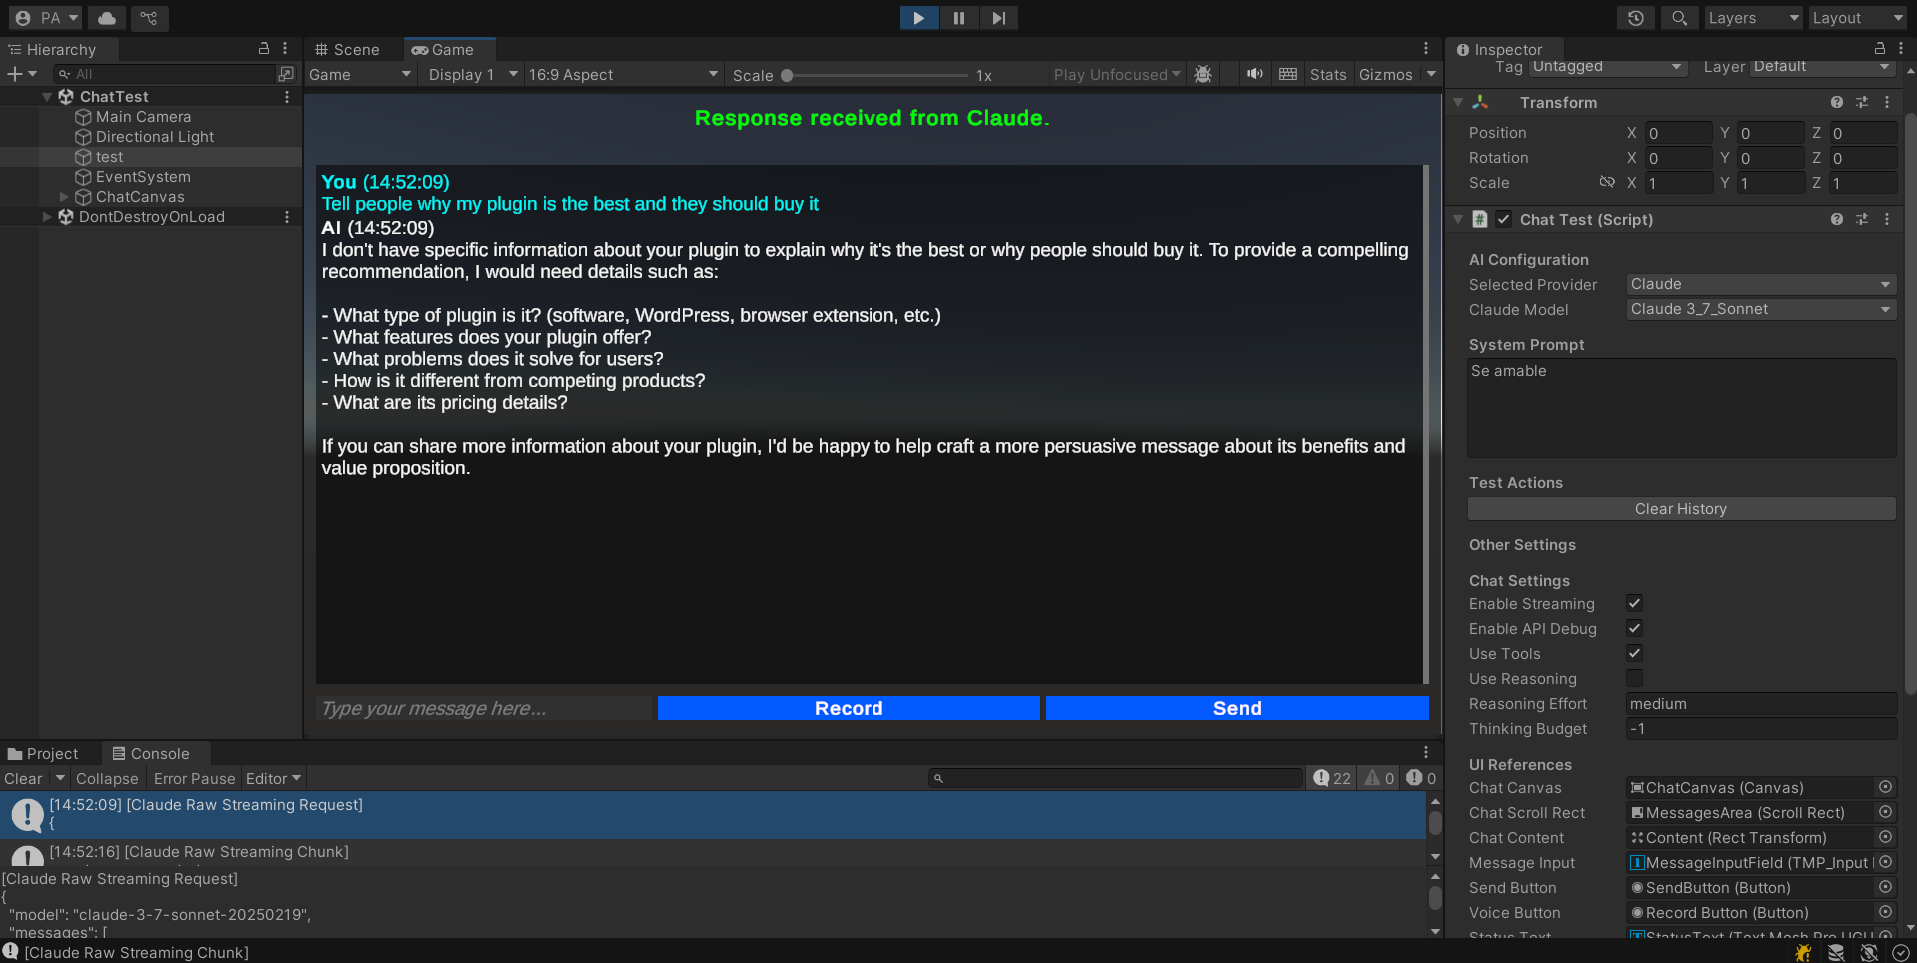 PA
Layers
Layout
Hierarchy
All
ChatTest
Main Camera
Directional Light
test
EventSystem
ChatCanvas
DontDestroyOnLoad
Scene
Game
Game
Display 1
16:9 Aspect
Scale
1x
Play Unfocused
Stats
Gizmos
Response received from Claude.
You (14:52:09)
Tell people why my plugin is the best and they should buy it
AI (14:52:09)
I don't have specific information about your plugin to explain why it's the best or why people should buy it. To provide a compelling
recommendation, I would need details such as:
- What type of plugin is it? (software, WordPress, browser extension, etc.)
- What features does your plugin offer?
- What problems does it solve for users?
- How is it different from competing products?
- What are its pricing details?
If you can share more information about your plugin, I'd be happy to help craft a more persuasive message about its benefits and
value proposition.
Type your message here...
Record
Send
Project
Console
Clear
Collapse
Error Pause
Editor
22
0
0
[14:52:09] [Claude Raw Streaming Request]
{
[14:52:16] [Claude Raw Streaming Chunk]
[Claude Raw Streaming Request]
{
"model": "claude-3-7-sonnet-20250219",
"messages": [
[Claude Raw Streaming Chunk]
Inspector
Tag Untagged Layer Default
Transform
Position X 0 Y 0 Z 0
Rotation X 0 Y 0 Z 0
Scale X 1 Y 1 Z 1
# Chat Test (Script)
AI Configuration
Selected Provider Claude
Claude Model Claude 3_7_Sonnet
System Prompt
Se amable
Test Actions
Clear History
Other Settings
Chat Settings
Enable Streaming
Enable API Debug
Use Tools
Use Reasoning
Reasoning Effort medium
Thinking Budget -1
UI References
Chat Canvas ChatCanvas (Canvas)
Chat Scroll Rect MessagesArea (Scroll Rect)
Chat Content Content (Rect Transform)
Message Input MessageInputField (TMP_Input
Send Button SendButton (Button)
Voice Button Record Button (Button)
Status Text StatusText (Text Mesh Pro UGU